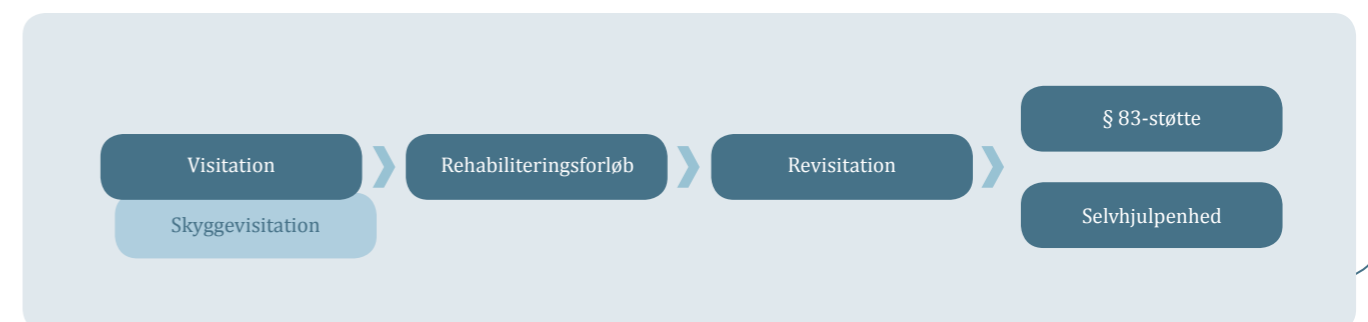 Visitation
Skyggevisitation
Rehabiliteringsforløb
Revisitation
§ 83-støtte
Selvhjulpenhed